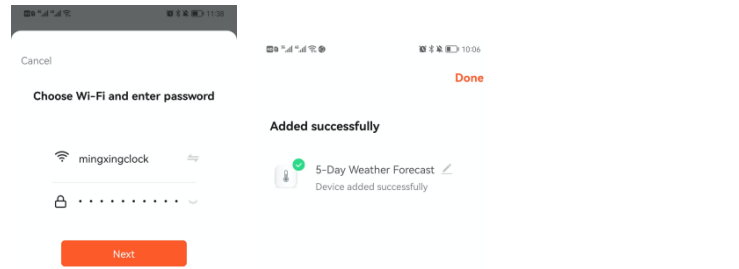 11:36
Cancel
Choose Wi-Fi and enter password
mingxingclock
Next
10:06
Done
Added successfully
5-Day Weather Forecast
Device added successfully